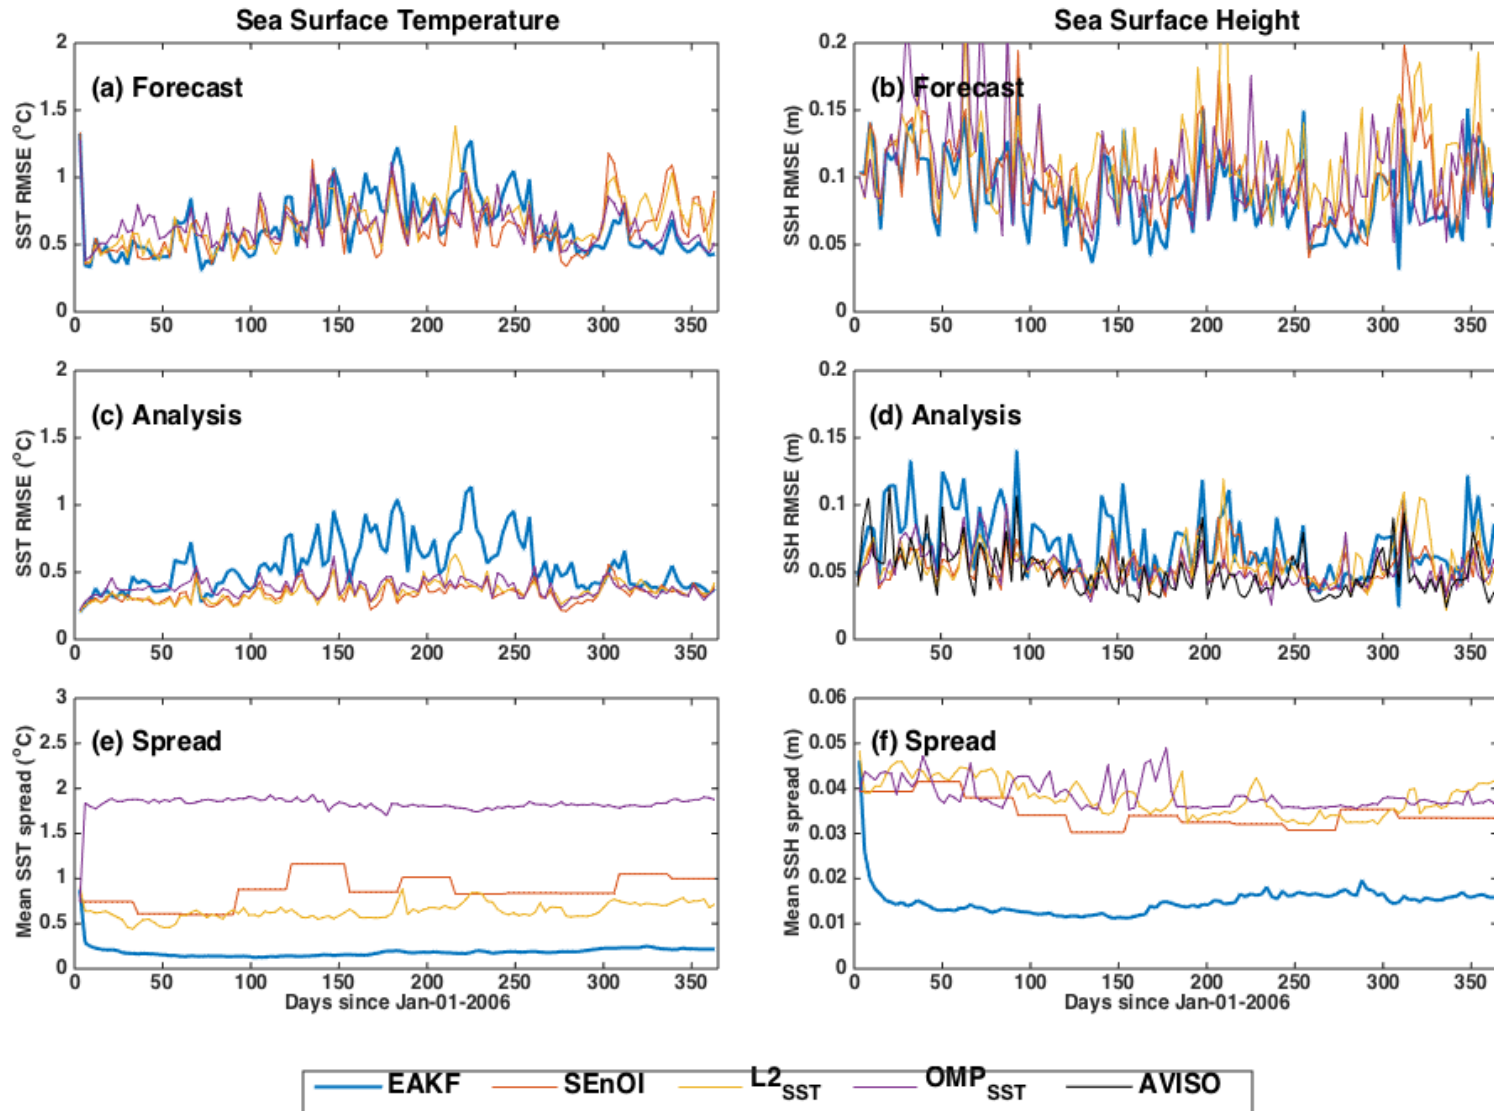 Sea Surface Temperature
Sea Surface Height
2
1.5
1
0.5
0
SST RMSE (°C)
(a) Forecast
0 50 100 150 200 250 300 350
0.2
0.15
0.1
0.05
0
SSH RMSE (m)
(b) Forecast
0 50 100 150 200 250 300 350
2
1.5
1
0.5
0
SST RMSE (°C)
(c) Analysis
0 50 100 150 200 250 300 350
0.2
0.15
0.1
0.05
0
SSH RMSE (m)
(d) Analysis
50 100 150 200 250 300 350
3
2.5
2
1.5
1
0.5
0
Mean SST spread (°C)
(e) Spread
0 50 100 150 200 250 300 350
Days since Jan-01-2006
0.06
0.05
0.04
0.03
0.02
0.01
0
Mean SSH spread (m)
(f) Spread
0 50 100 150 200 250 300 350
Days since Jan-01-2006
EAKF SEnOI L2SST OMPSST AVISO